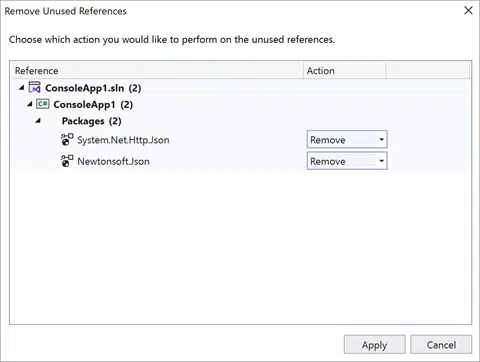 Remove Unused References
Choose which action you would like to perform on the unused references.
Reference Action
ConsoleApp1.sln (2)
C# ConsoleApp1 (2)
Packages (2)
System.Net.Http.Json Remove
Newtonsoft.Json Remove
Apply Cancel